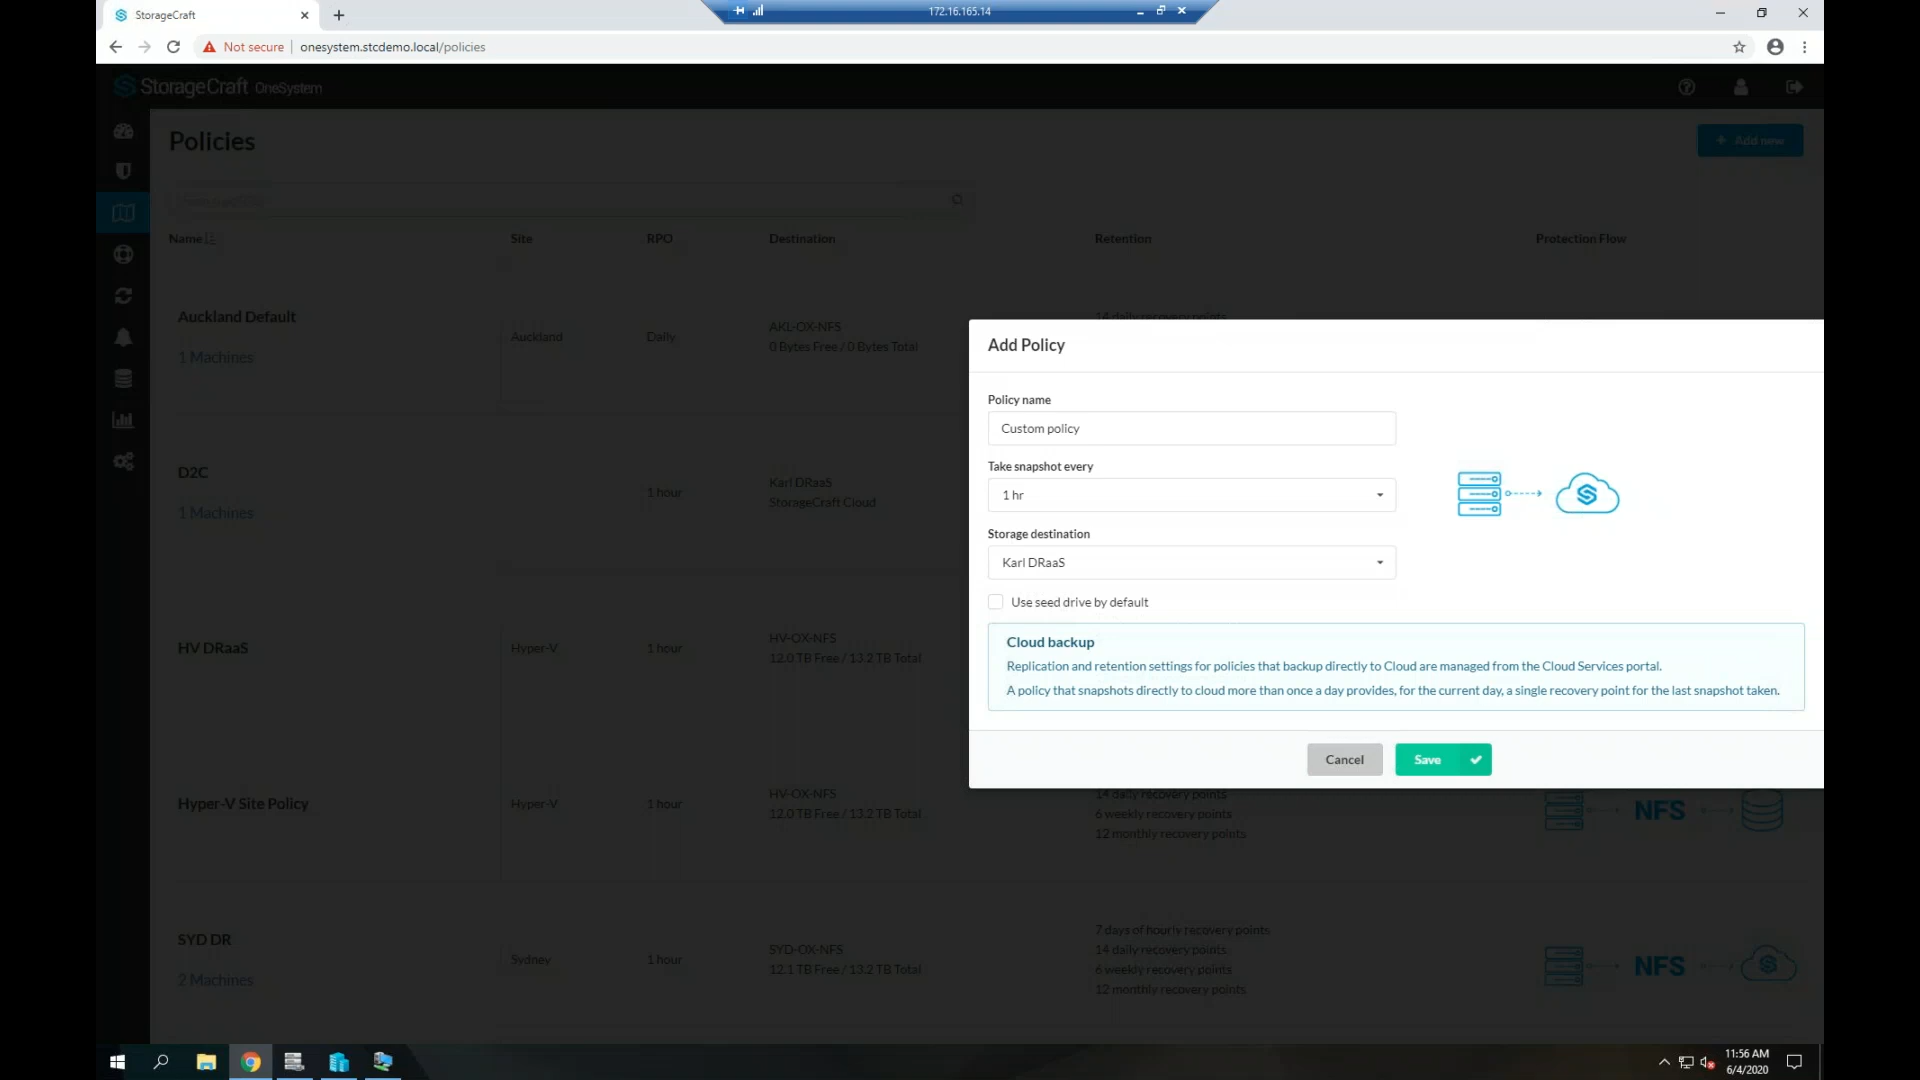 StorageCraft
172.16.165.14
Not secure
onesystem.stcdemo.local/policies
StorageCraft OneSystem
Policies
Add new
Name
Site
RPO
Destination
Retention
Protection Flow
Auckland Default
1 Machines
Auckland
Daily
AKL-OX-NFS
0 Bytes Free / 0 Bytes Total
14 daily recovery points
D2C
1 Machines
1 hour
Karl DRaaS
StorageCraft Cloud
HV DRaaS
Hyper-V
1 hour
HV-OX-NFS
12.0 TB Free / 13.2 TB Total
Hyper-V Site Policy
Hyper-V
1 hour
HV-OX-NFS
12.0 TB Free / 13.2 TB Total
14 daily recovery points
6 weekly recovery points
12 monthly recovery points
NFS
SYD DR
2 Machines
Sydney
1 hour
SYD-OX-NFS
12.1 TB Free / 13.2 TB Total
7 days of hourly recovery points
14 daily recovery points
6 weekly recovery points
12 monthly recovery points
NFS
Add Policy
Policy name
Custom policy
Take snapshot every
1 hr
Storage destination
Karl DRaaS
Use seed drive by default
Cloud backup
Replication and retention settings for policies that backup directly to Cloud are managed from the Cloud Services portal.
A policy that snapshots directly to cloud more than once a day provides, for the current day, a single recovery point for the last snapshot taken.
Cancel
Save
11:56 AM
6/4/2020